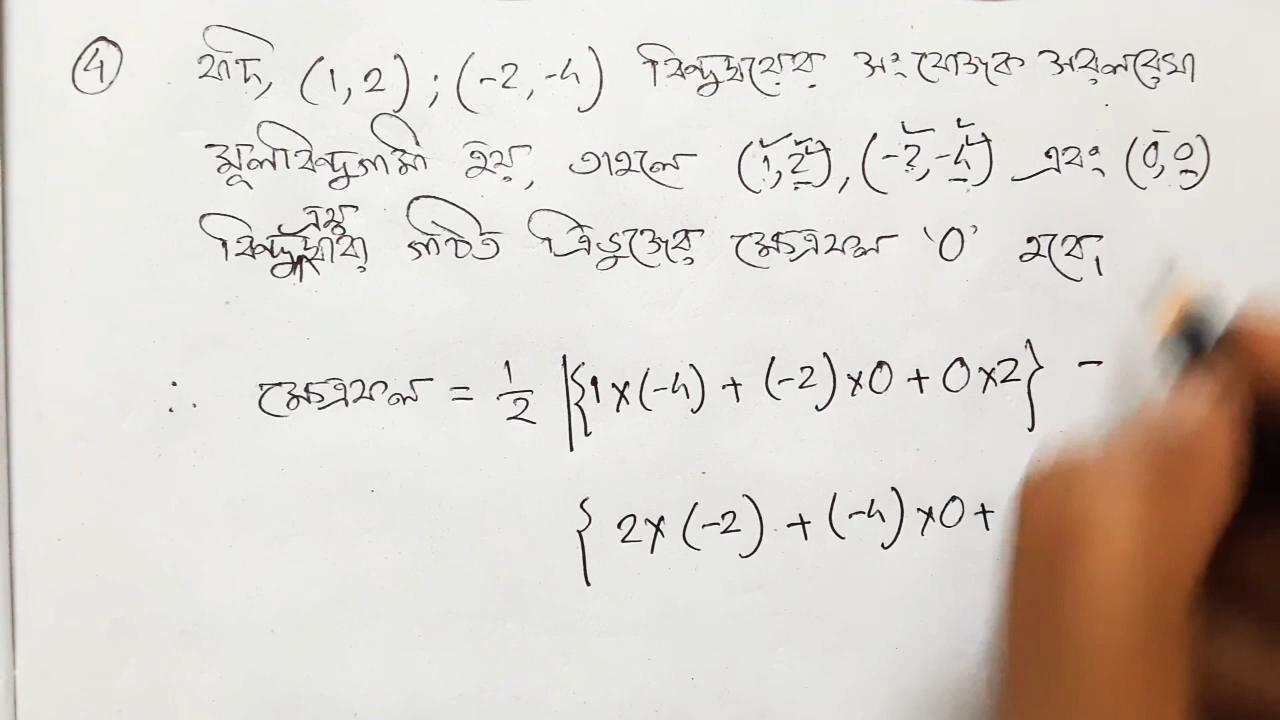 ④ যদি, (1, 2) ; (-2, -4) বিন্দুদ্বয়ের সংযোজক সরলরেখা
মূলবিন্দুগামী হয়, তাহলে (1, 2), (-2, -4) এবং (0, 0)
বিন্দুত্রয় গঠিত ত্রিভুজের ক্ষেত্রফল '0' হবে।
∴ ক্ষেত্রফল = 1/2 |{1×(-4) + (-2)×0 + 0×2} -
{2×(-2) + (-4)×0 +